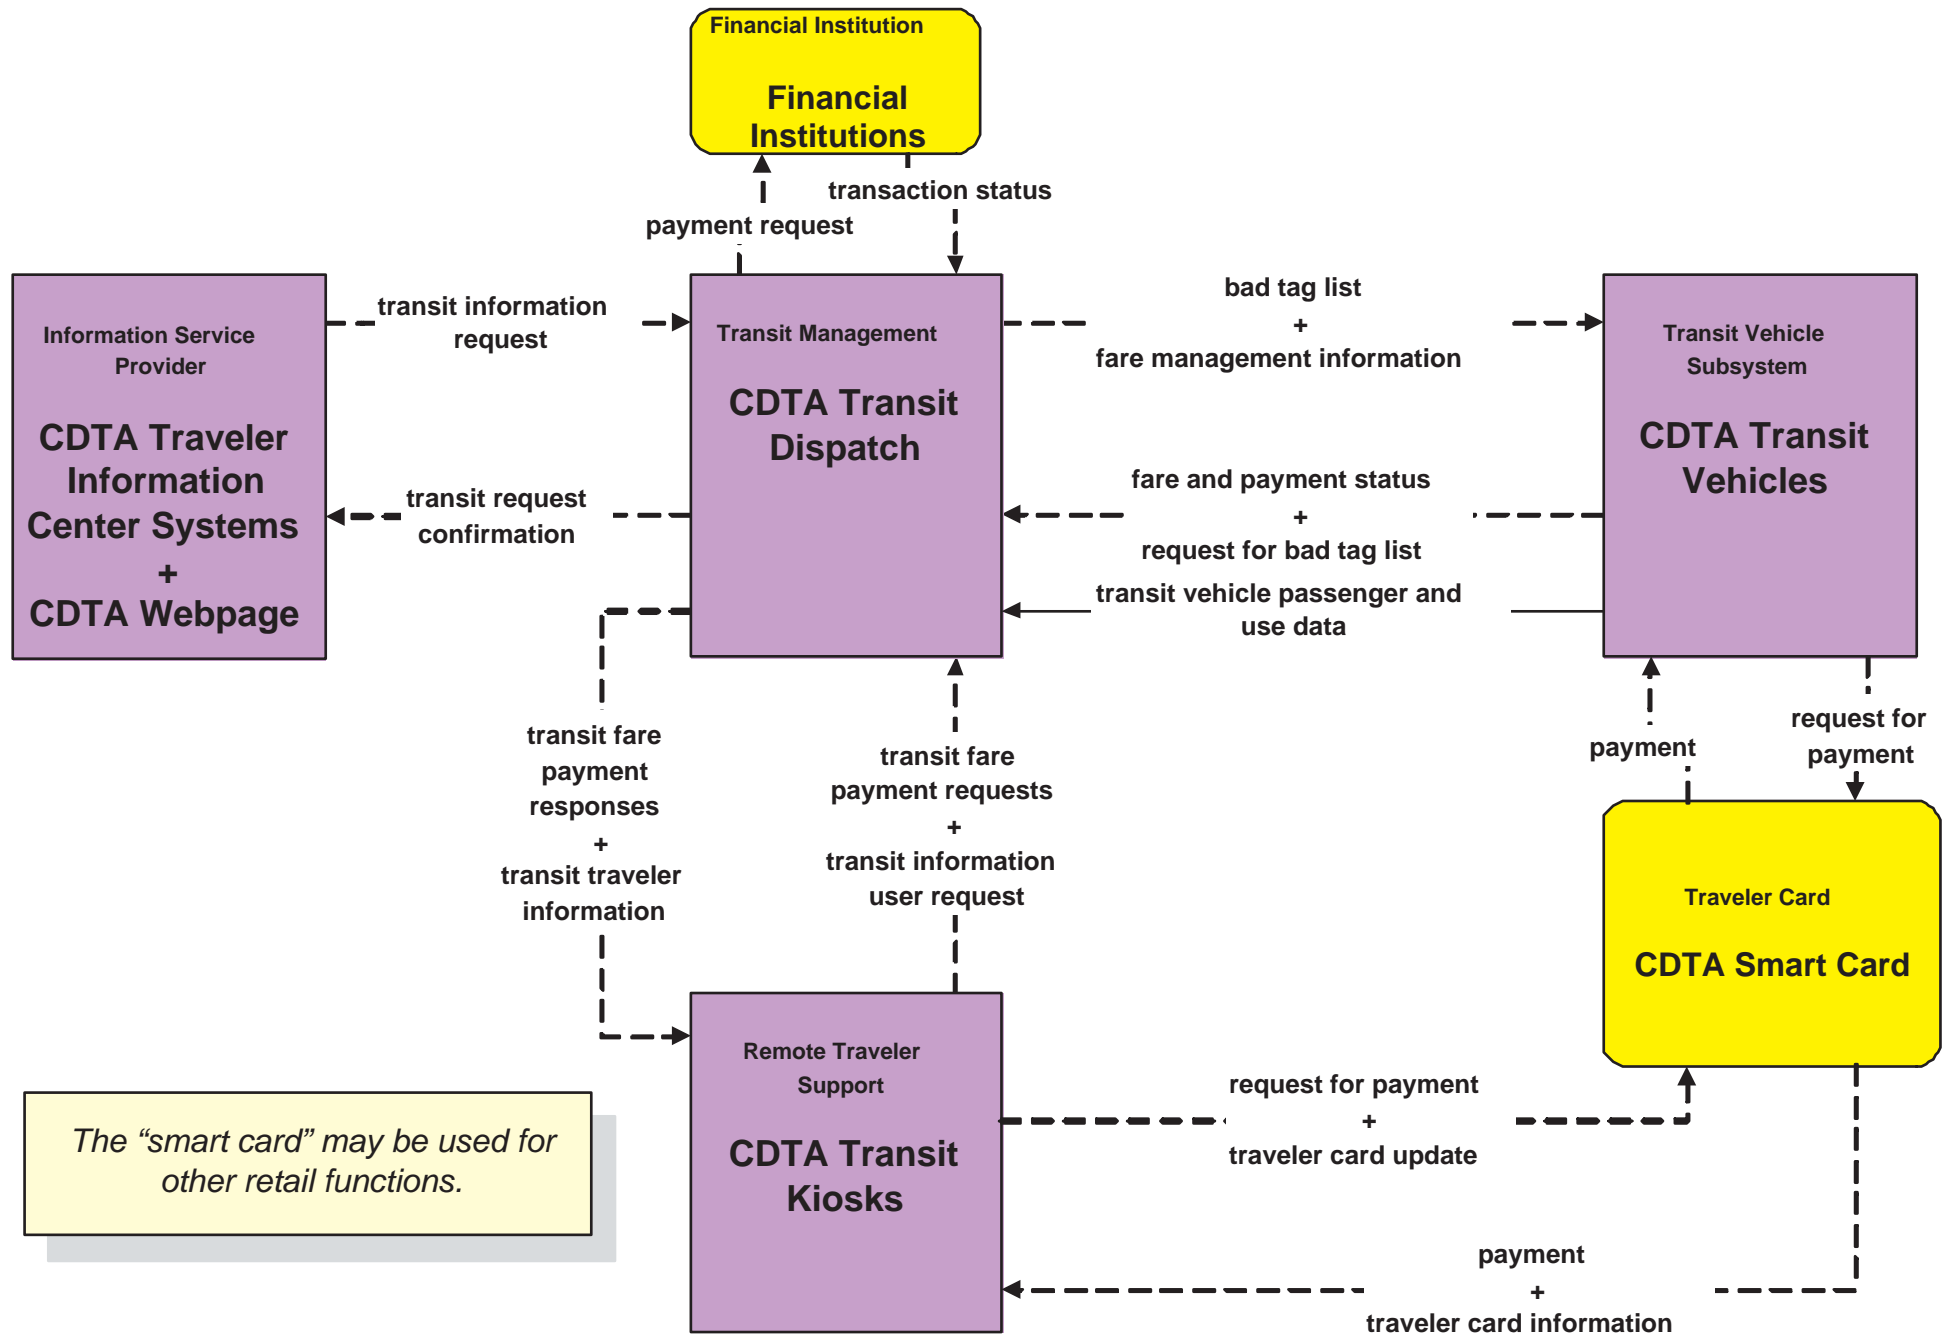 Financial Institution
Financial
Institutions
transaction status
payment request
Information Service
Provider
CDTA Traveler
Information
Center Systems
+
CDTA Webpage
transit information
request
transit request
confirmation
Transit Management
CDTA Transit
Dispatch
bad tag list
+
fare management information
fare and payment status
+
request for bad tag list
transit vehicle passenger and
use data
Transit Vehicle
Subsystem
CDTA Transit
Vehicles
transit fare
payment
responses
+
transit traveler
information
transit fare
payment requests
+
transit information
user request
payment
request for
payment
Traveler Card
CDTA Smart Card
Remote Traveler
Support
CDTA Transit
Kiosks
request for payment
+
traveler card update
payment
+
traveler card information
The “smart card” may be used for
other retail functions.